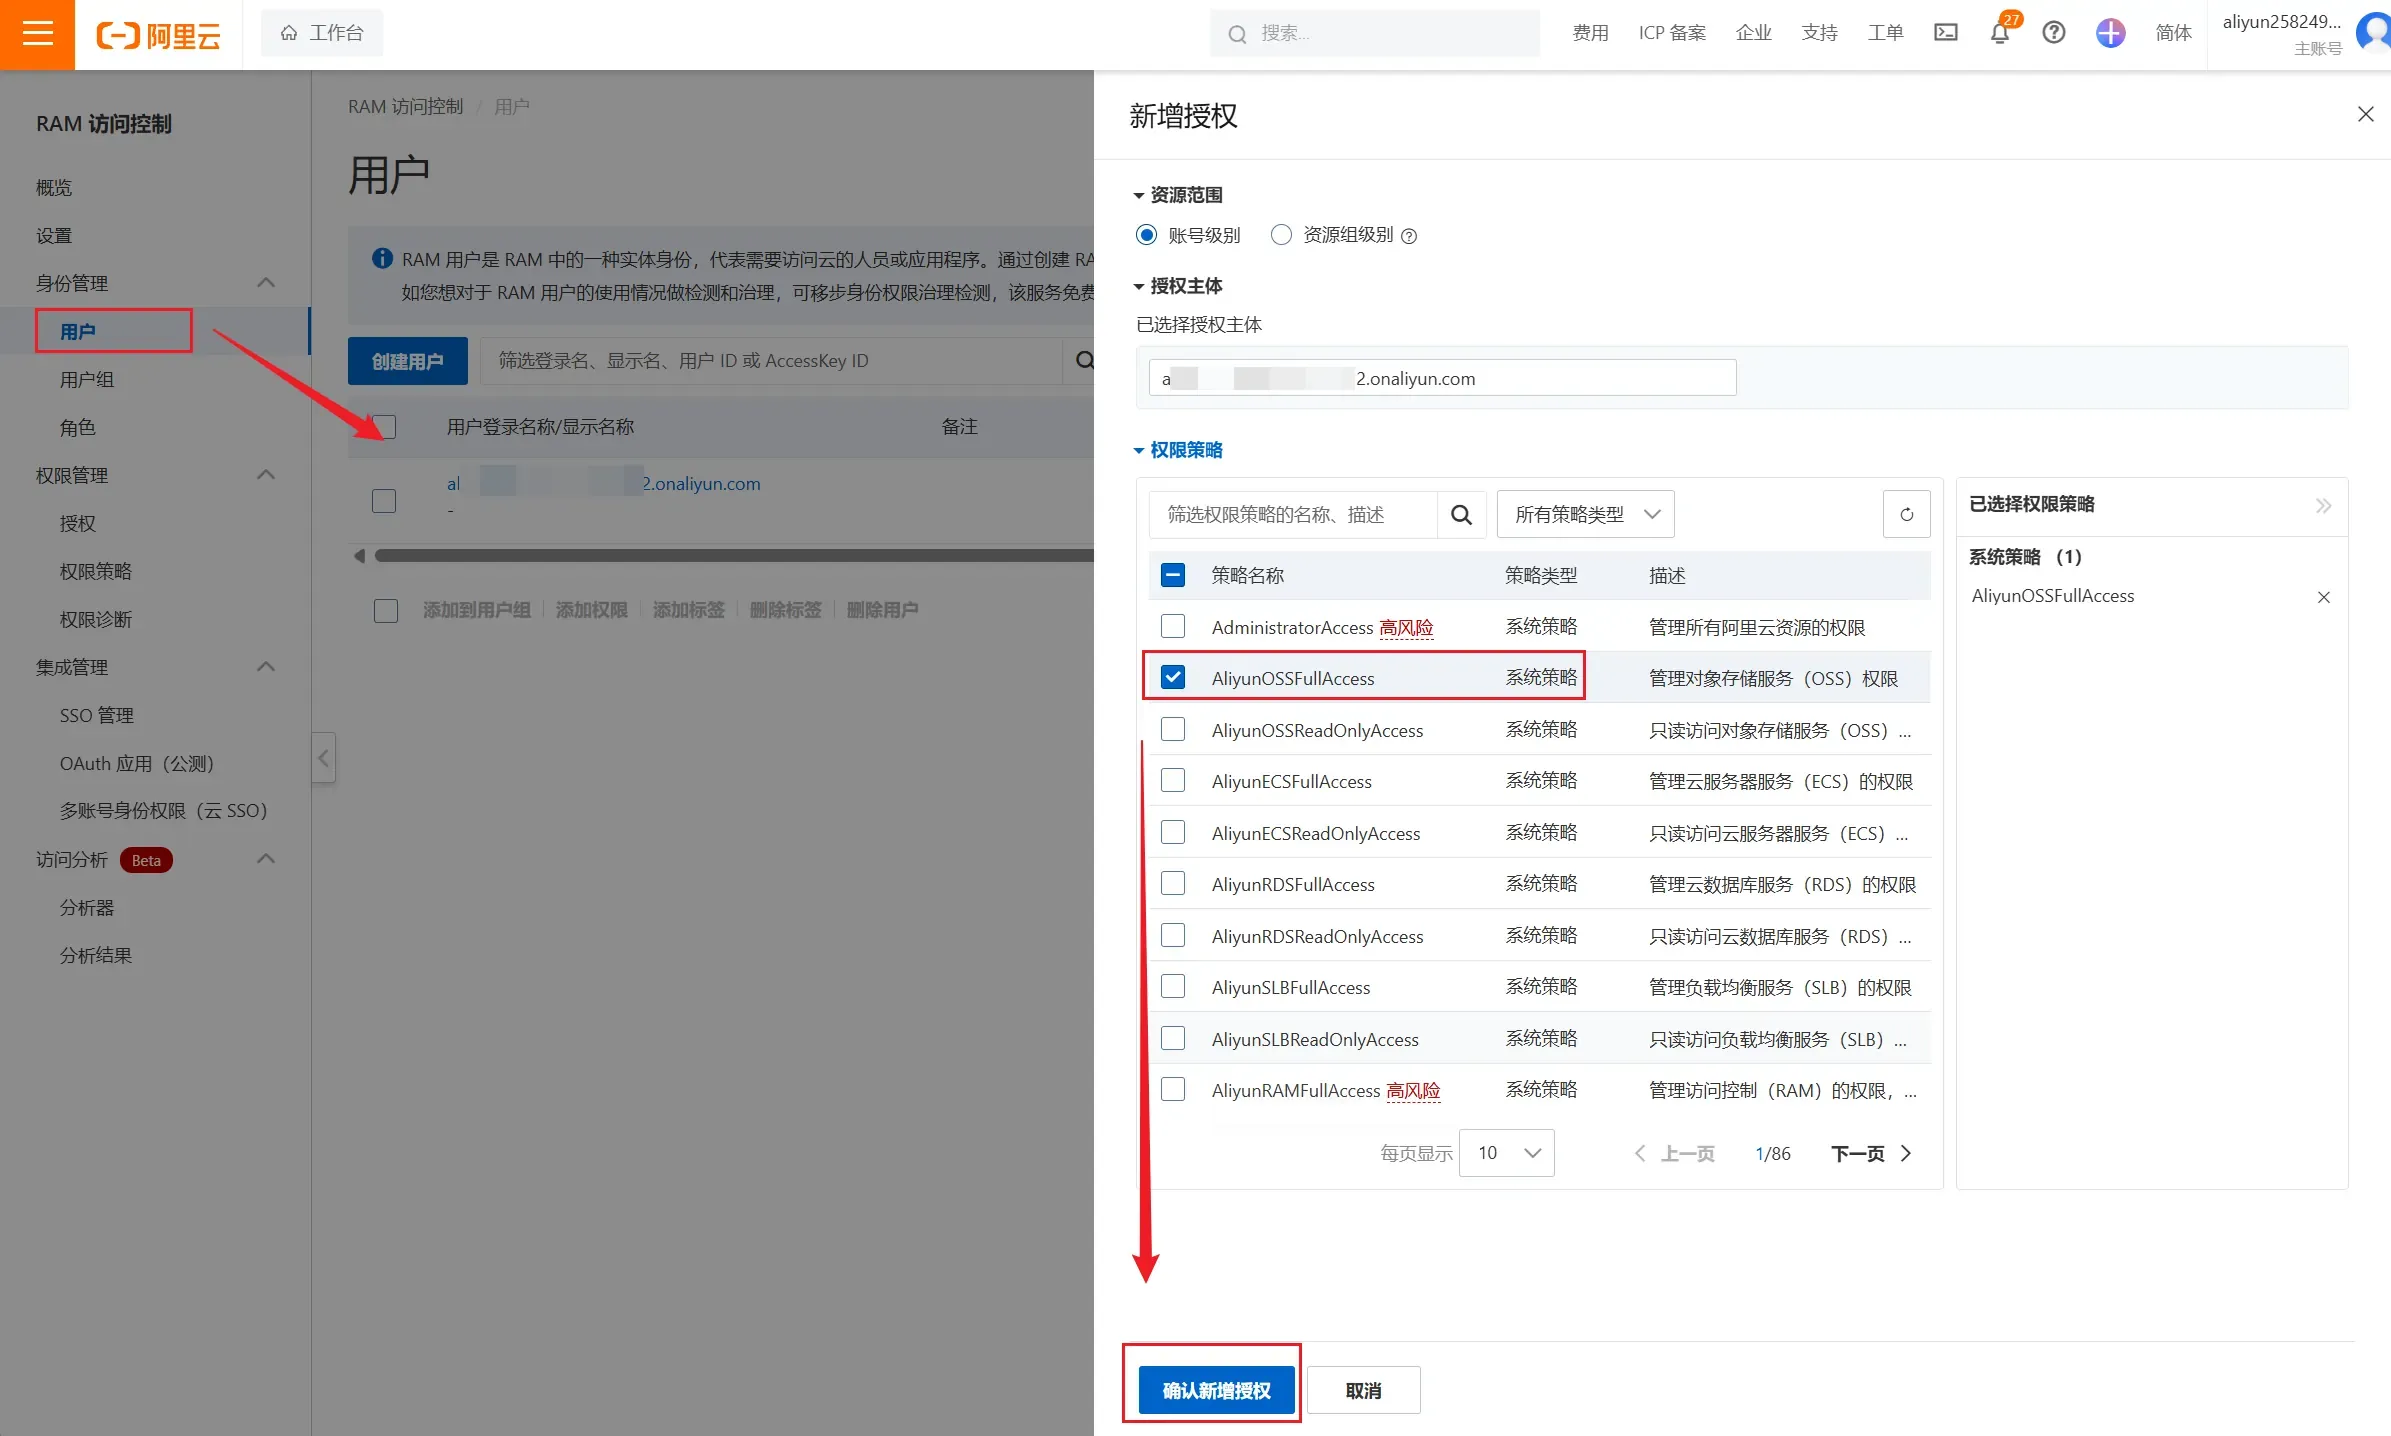 阿里云
工作台
搜索...
费用
ICP 备案
企业
支持
工单
27
简体
aliyun258249...
主账号
RAM 访问控制
概览
设置
身份管理
用户
用户组
角色
权限管理
授权
权限策略
权限诊断
集成管理
SSO 管理
OAuth 应用（公测）
多账号身份权限（云 SSO）
访问分析 Beta
分析器
分析结果
RAM 访问控制 / 用户
用户
RAM 用户是 RAM 中的一种实体身份，代表需要访问云的人员或应用程序。通过创建 RA
如您想对于 RAM 用户的使用情况做检测和治理，可移步身份权限治理检测，该服务免费
创建用户
筛选登录名、显示名、用户 ID 或 AccessKey ID
用户登录名称/显示名称
备注
al 2.onaliyun.com
-
添加到用户组
添加权限
添加标签
删除标签
删除用户
新增授权
资源范围
账号级别
资源组级别
授权主体
已选择授权主体
a 2.onaliyun.com
权限策略
筛选权限策略的名称、描述
所有策略类型
策略名称 策略类型 描述
AdministratorAccess 高风险 系统策略 管理所有阿里云资源的权限
AliyunOSSFullAccess 系统策略 管理对象存储服务（OSS）权限
AliyunOSSReadOnlyAccess 系统策略 只读访问对象存储服务（OSS）...
AliyunECSFullAccess 系统策略 管理云服务器服务（ECS）的权限
AliyunECSReadOnlyAccess 系统策略 只读访问云服务器服务（ECS）...
AliyunRDSFullAccess 系统策略 管理云数据库服务（RDS）的权限
AliyunRDSReadOnlyAccess 系统策略 只读访问云数据库服务（RDS）...
AliyunSLBFullAccess 系统策略 管理负载均衡服务（SLB）的权限
AliyunSLBReadOnlyAccess 系统策略 只读访问负载均衡服务（SLB）...
AliyunRAMFullAccess 高风险 系统策略 管理访问控制（RAM）的权限，...
每页显示 10
上一页
1/86
下一页
已选择权限策略
系统策略 （1）
AliyunOSSFullAccess
确认新增授权
取消